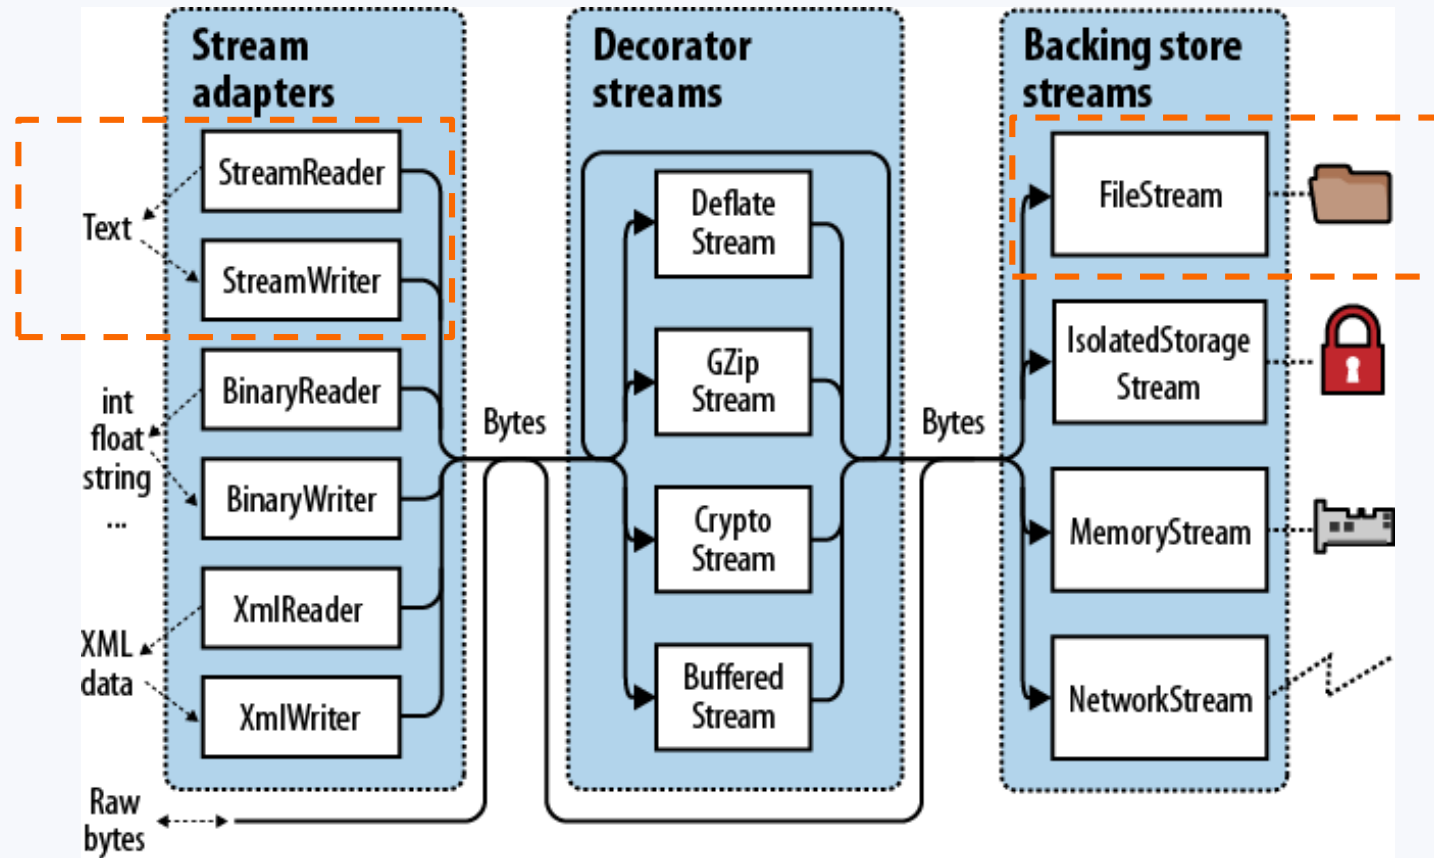 Stream
adapters
StreamReader
Text
StreamWriter
BinaryReader
int
float
string
...
BinaryWriter
XmlReader
XML
data
XmlWriter
Raw
bytes
Bytes
Decorator
streams
Deflate
Stream
GZip
Stream
Crypto
Stream
Buffered
Stream
Bytes
Backing store
streams
FileStream
IsolatedStorage
Stream
MemoryStream
NetworkStream